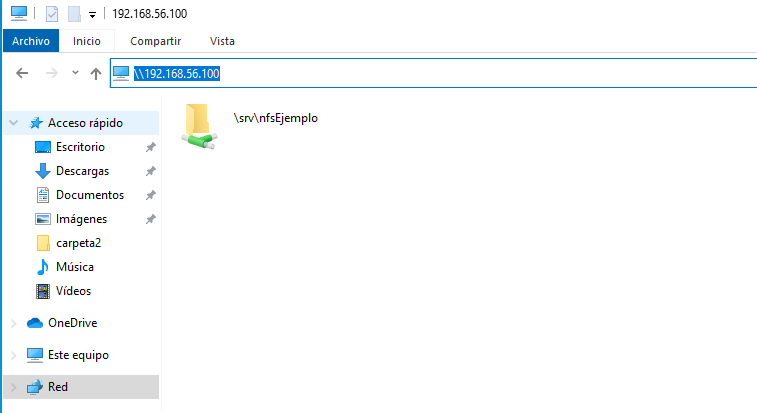 192.168.56.100
Archivo Inicio Compartir Vista
\\192.168.56.100
Acceso rápido
Escritorio
Descargas
Documentos
Imágenes
carpeta2
Música
Vídeos
OneDrive
Este equipo
Red
\srv\nfsEjemplo